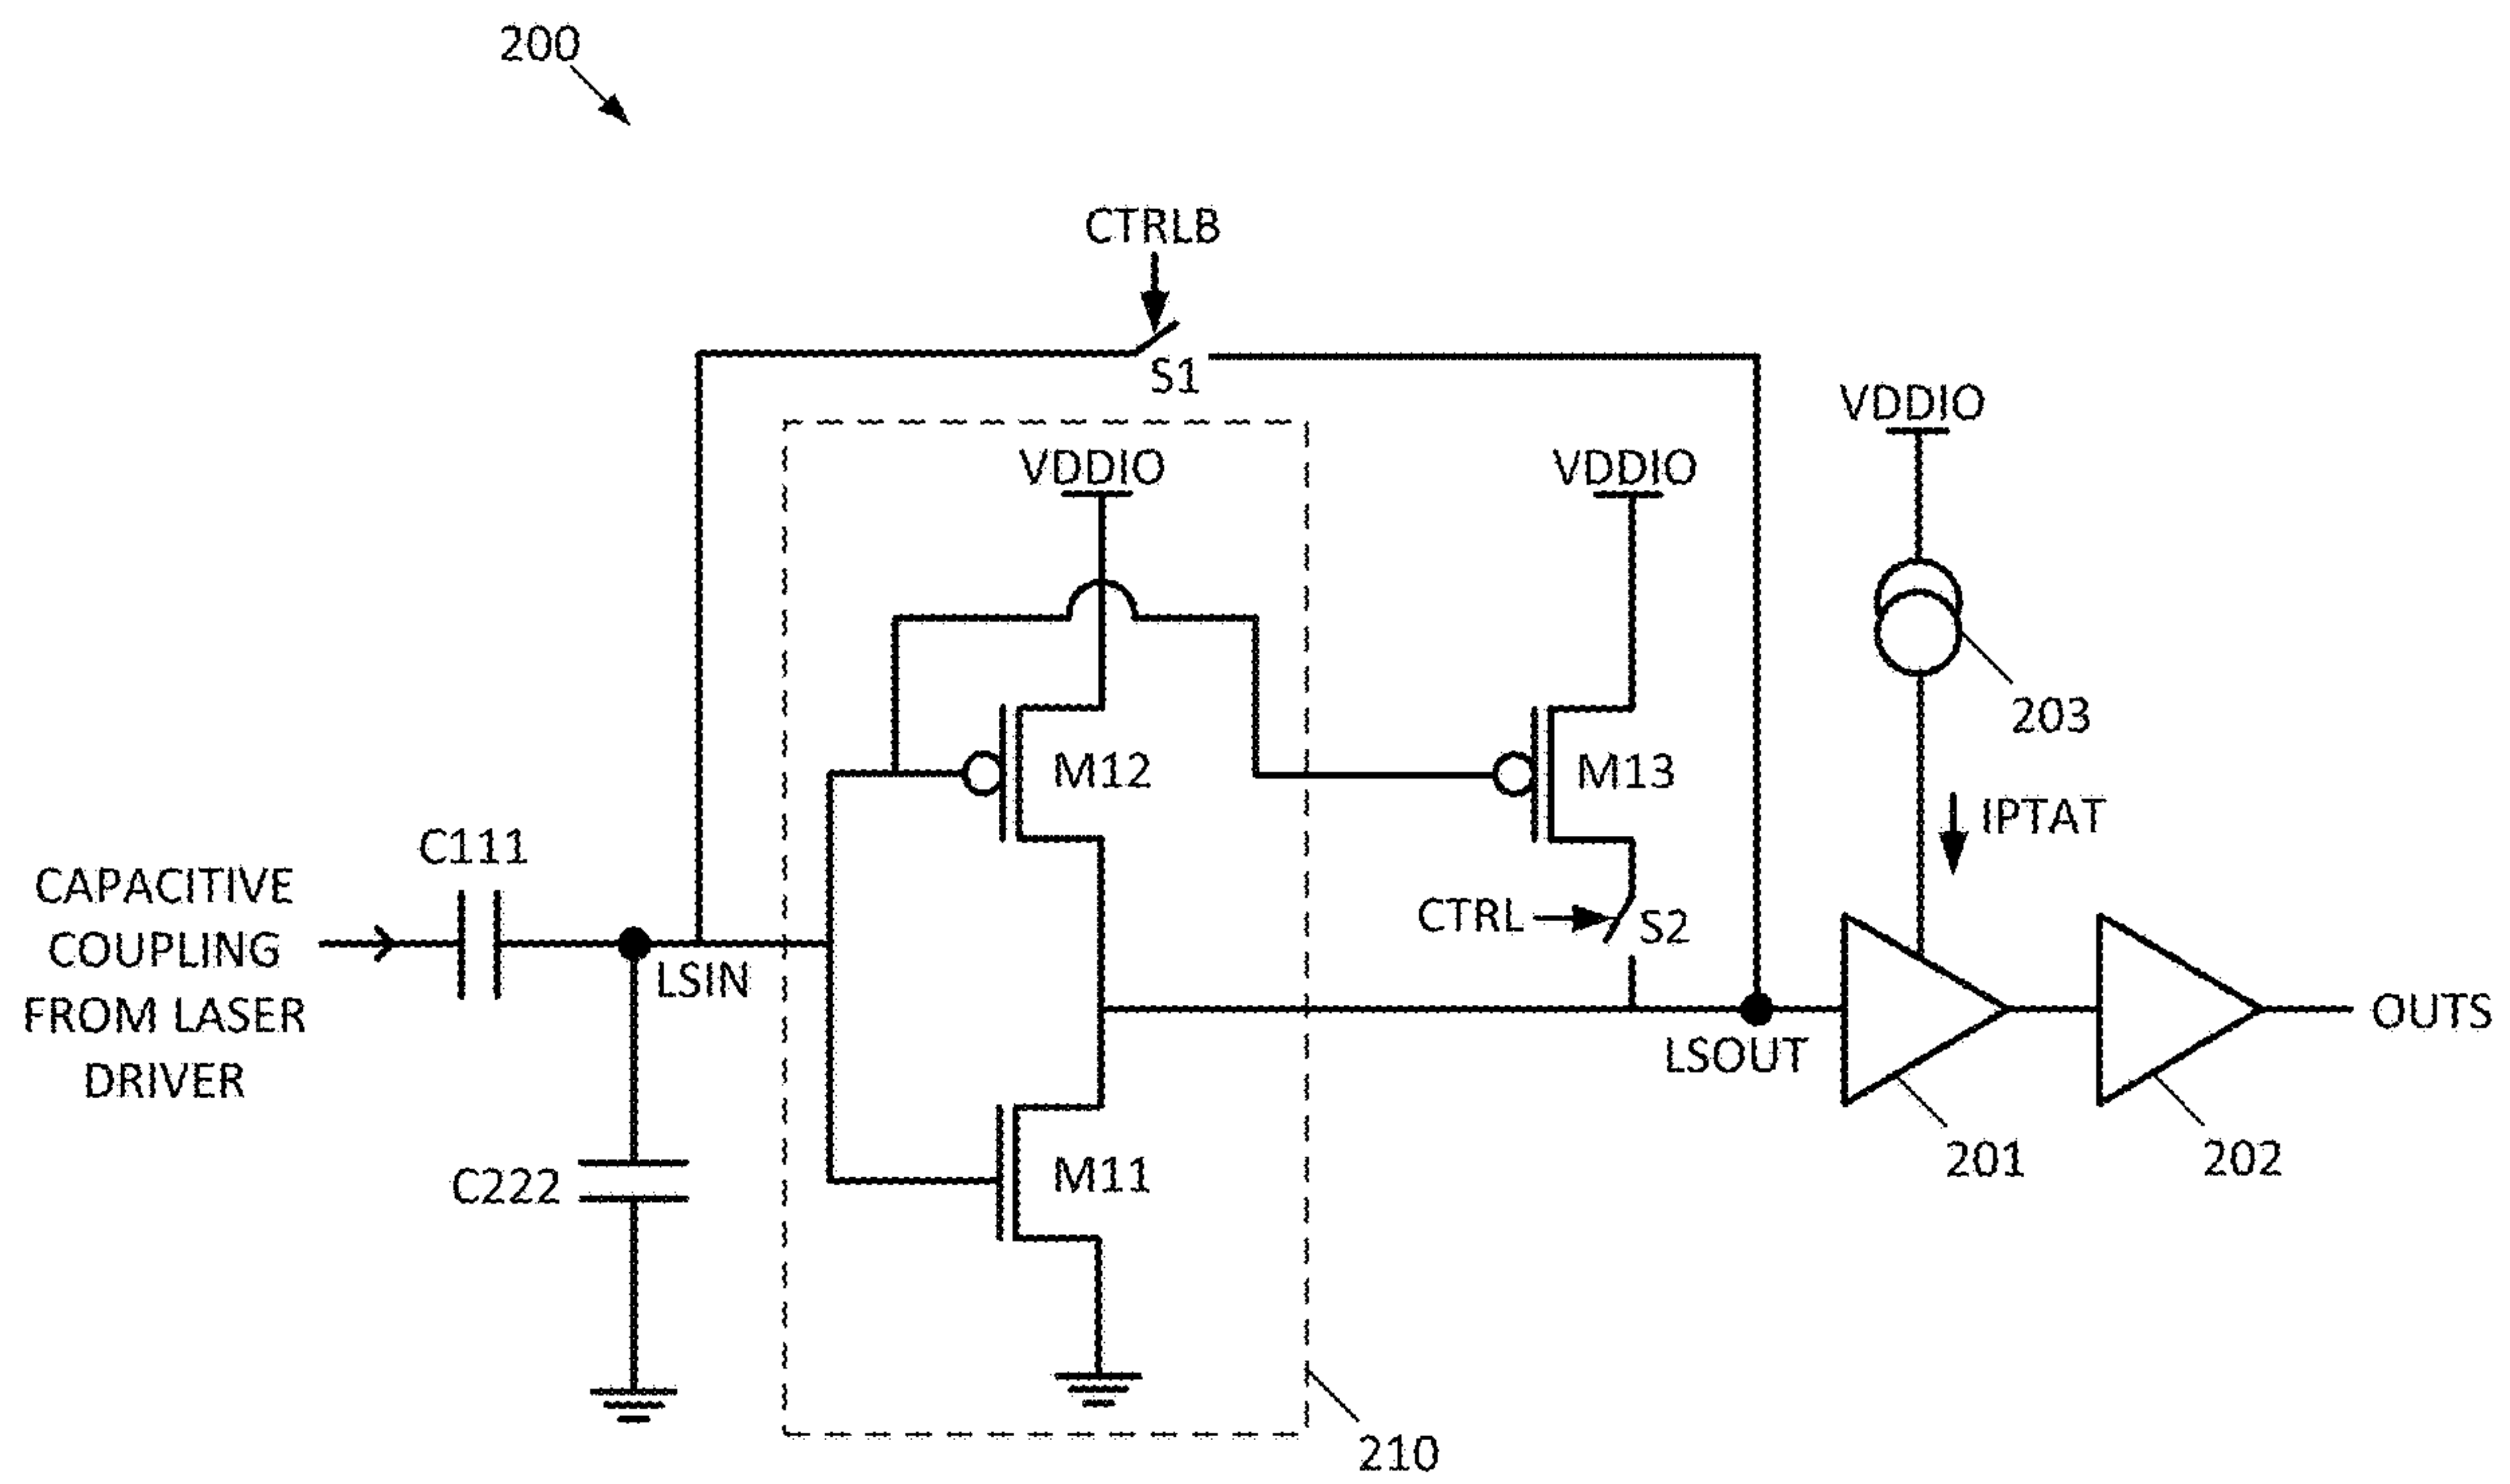 200
CTRLB
S1
VDDIO
VDDIO
VDDIO
203
M12
M13
IPTAT
C111
CAPACITIVE
COUPLING
FROM LASER
DRIVER
LSIN
CTRL
S2
LSOUT
OUTS
C222
M11
201
202
210